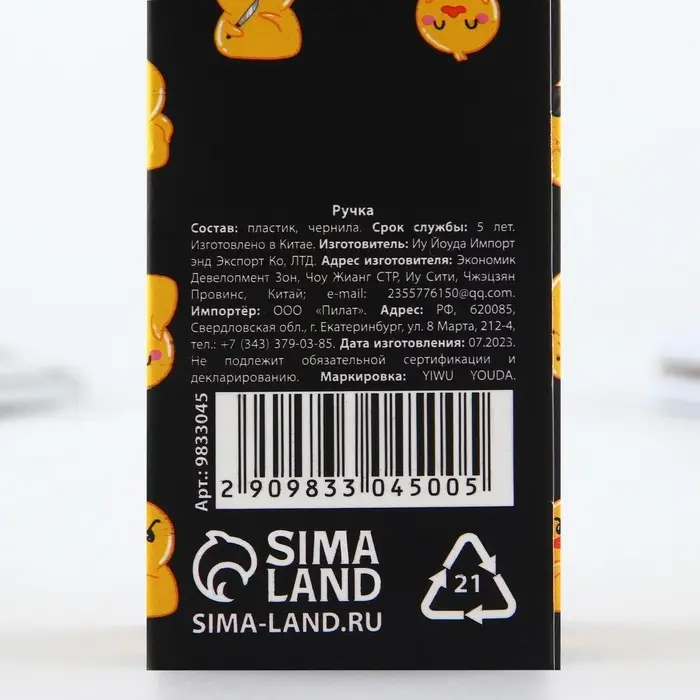 Ручка
Состав: пластик, чернила. Срок службы: 5 лет.
Изготовлено в Китае. Изготовитель: Иу Йоуда Импорт
энд Экспорт Ко, ЛТД. Адрес изготовителя: Экономик
Девелопмент Зон, Чоу Жианг СТР, Иу Сити, Чжэцзян
Провинс, Китай; e-mail: 2355776150@qq.com.
Импортёр: ООО «Пилат». Адрес: РФ, 620085,
Свердловская обл., г. Екатеринбург, ул. 8 Марта, 212-4,
тел.: +7 (343) 379-03-85. Дата изготовления: 07.2023.
Не подлежит обязательной сертификации и
декларированию. Маркировка: YIWU YOUDA.
Арт.: 9833045
2 909833 045005
SIMA
LAND
SIMA-LAND.RU
21